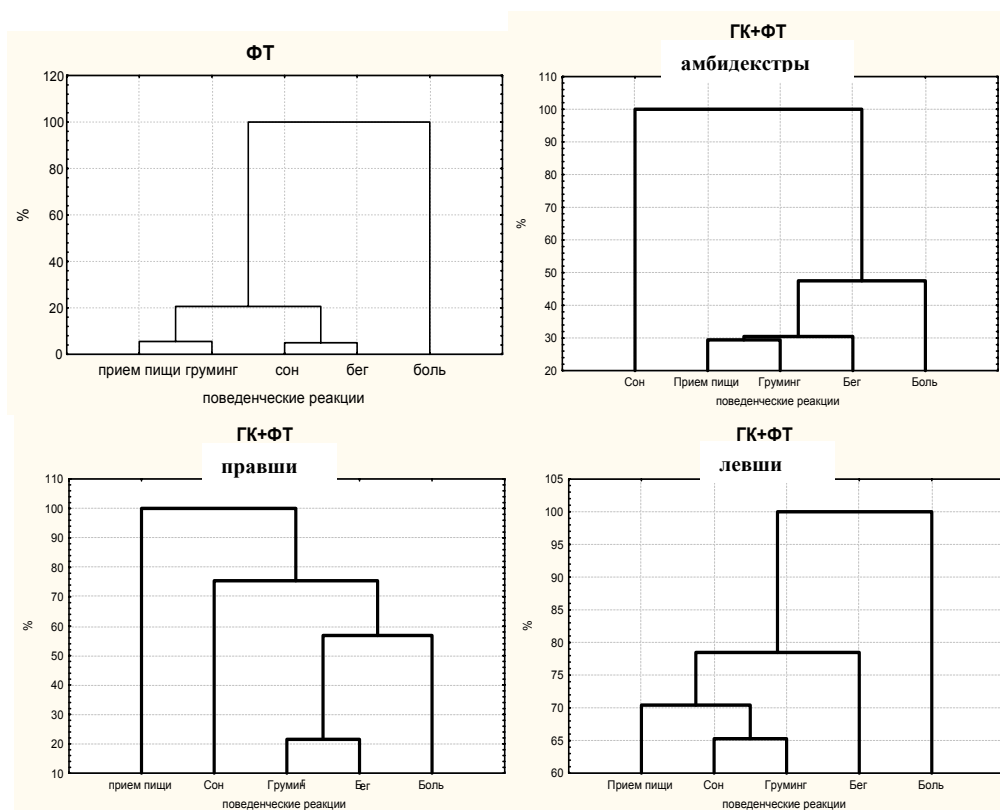 ФТ
120
100
80
60
40
20
0
%
прием пищи груминг сон бег боль
поведенческие реакции
ГК+ФТ
амбидекстры
110
100
90
80
70
60
50
40
30
20
%
Сон Прием пищи Груминг Бег Боль
поведенческие реакции
ГК+ФТ
правши
110
100
90
80
70
60
50
40
30
20
10
%
прием пищи Сон Груминг Бег Боль
поведенческие реакции
ГК+ФТ
левши
105
100
95
90
85
80
75
70
65
60
%
Прием пищи Сон Груминг Бег Боль
поведенческие реакции